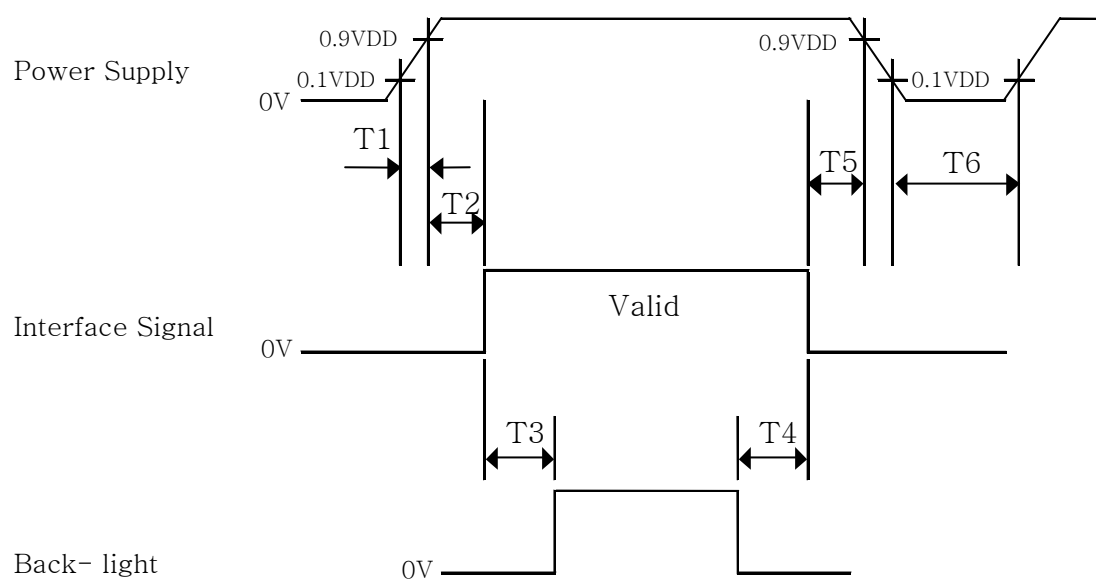 0.9VDD
0.9VDD
Power Supply
0.1VDD
0.1VDD
0V
T1
T5
T6
T2
Valid
Interface Signal
0V
T3
T4
Back- light
0V